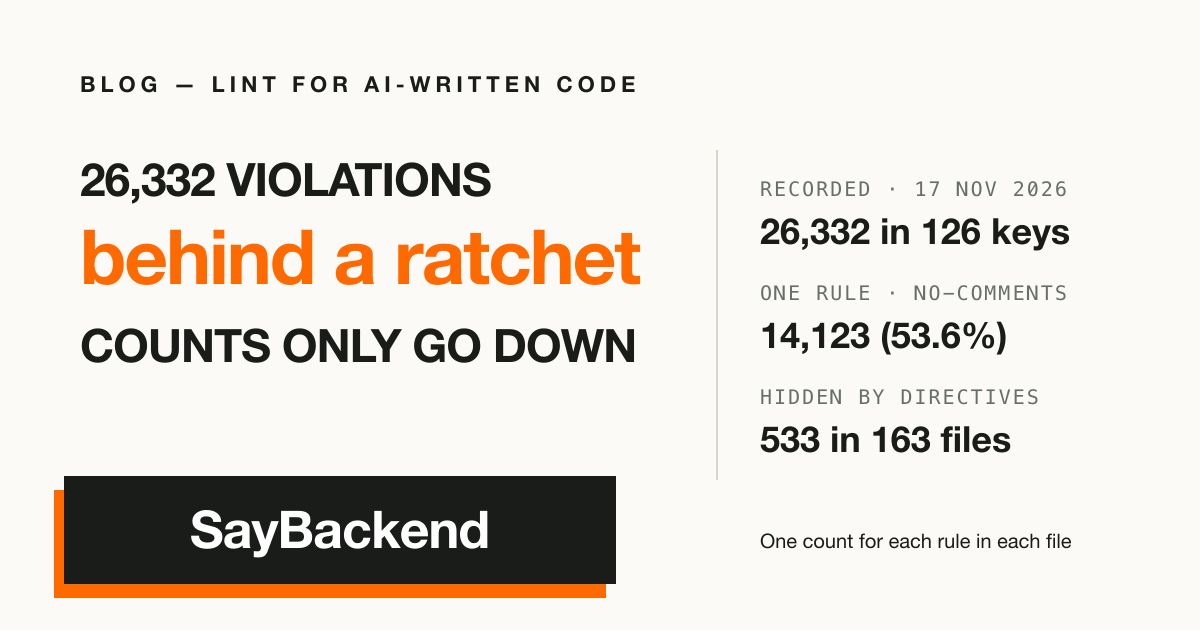 BLOG — LINT FOR AI-WRITTEN CODE
26,332 VIOLATIONS
behind a ratchet
COUNTS ONLY GO DOWN
SayBackend
RECORDED · 17 NOV 2026
26,332 in 126 keys
ONE RULE · NO-COMMENTS
14,123 (53.6%)
HIDDEN BY DIRECTIVES
533 in 163 files
One count for each rule in each file